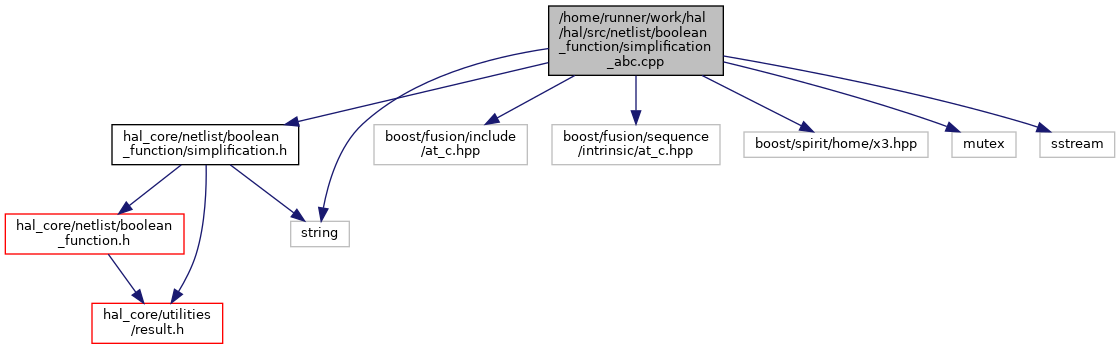 /home/runner/work/hal
/hal/src/netlist/boolean
_function/simplification
_abc.cpp
hal_core/netlist/boolean
_function/simplification.h
boost/fusion/include
/at_c.hpp
boost/fusion/sequence
/intrinsic/at_c.hpp
boost/spirit/home/x3.hpp
mutex
sstream
hal_core/netlist/boolean
_function.h
string
hal_core/utilities
/result.h